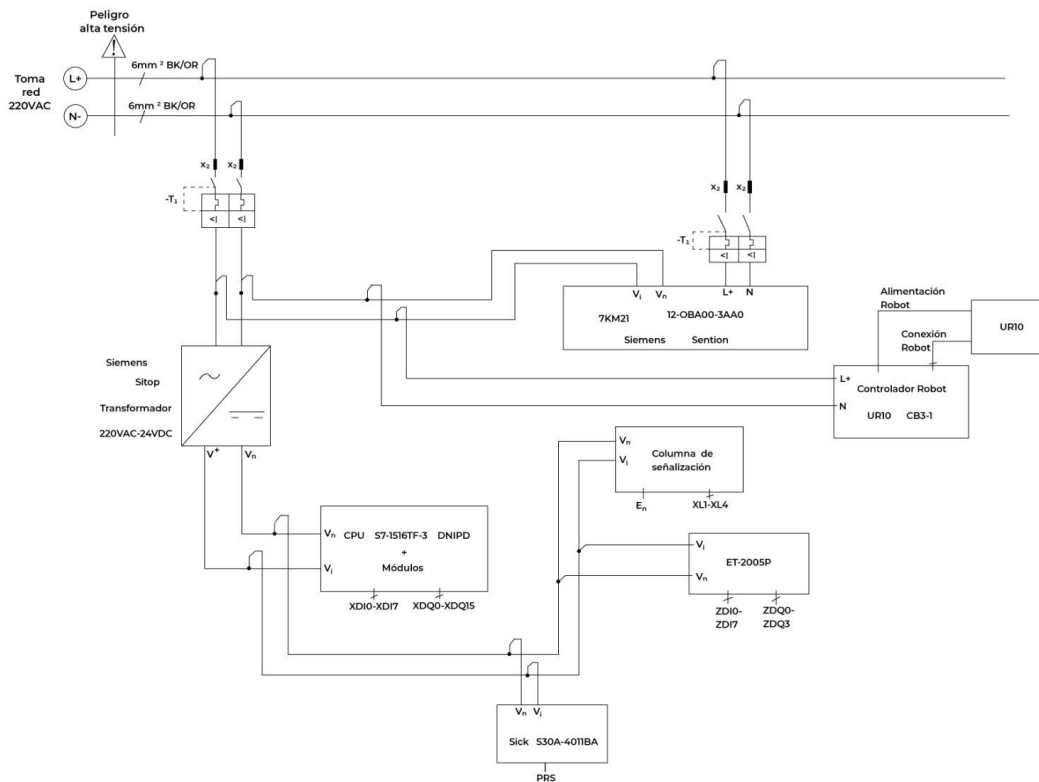 Peligro
alta tensión
Toma
red
220VAC
L+
6mm ² BK/OR
N-
6mm ² BK/OR
x₂ x₂
-T₁
<I <I
x₂ x₂
-T₁
<I <I
Vᵢ Vₙ L+ N
7KM21 12-OBA00-3AA0
Siemens Sention
Alimentación
Robot
Conexión
Robot
UR10
L+
N
Controlador Robot
UR10 CB3-1
Siemens
Sitop
Transformador
220VAC-24VDC
V⁺ Vₙ
Vₙ
Vᵢ
Columna de
señalización
Eₙ XL1-XL4
Vₙ CPU S7-1516TF-3 DNIPD
+
Vᵢ Módulos
XDI0-XDI7 XDQ0-XDQ15
Vᵢ
ET-2005P
Vₙ
ZDI0-
ZDI7
ZDQ0-
ZDQ3
Vₙ Vᵢ
Sick S30A-4011BA
PRS